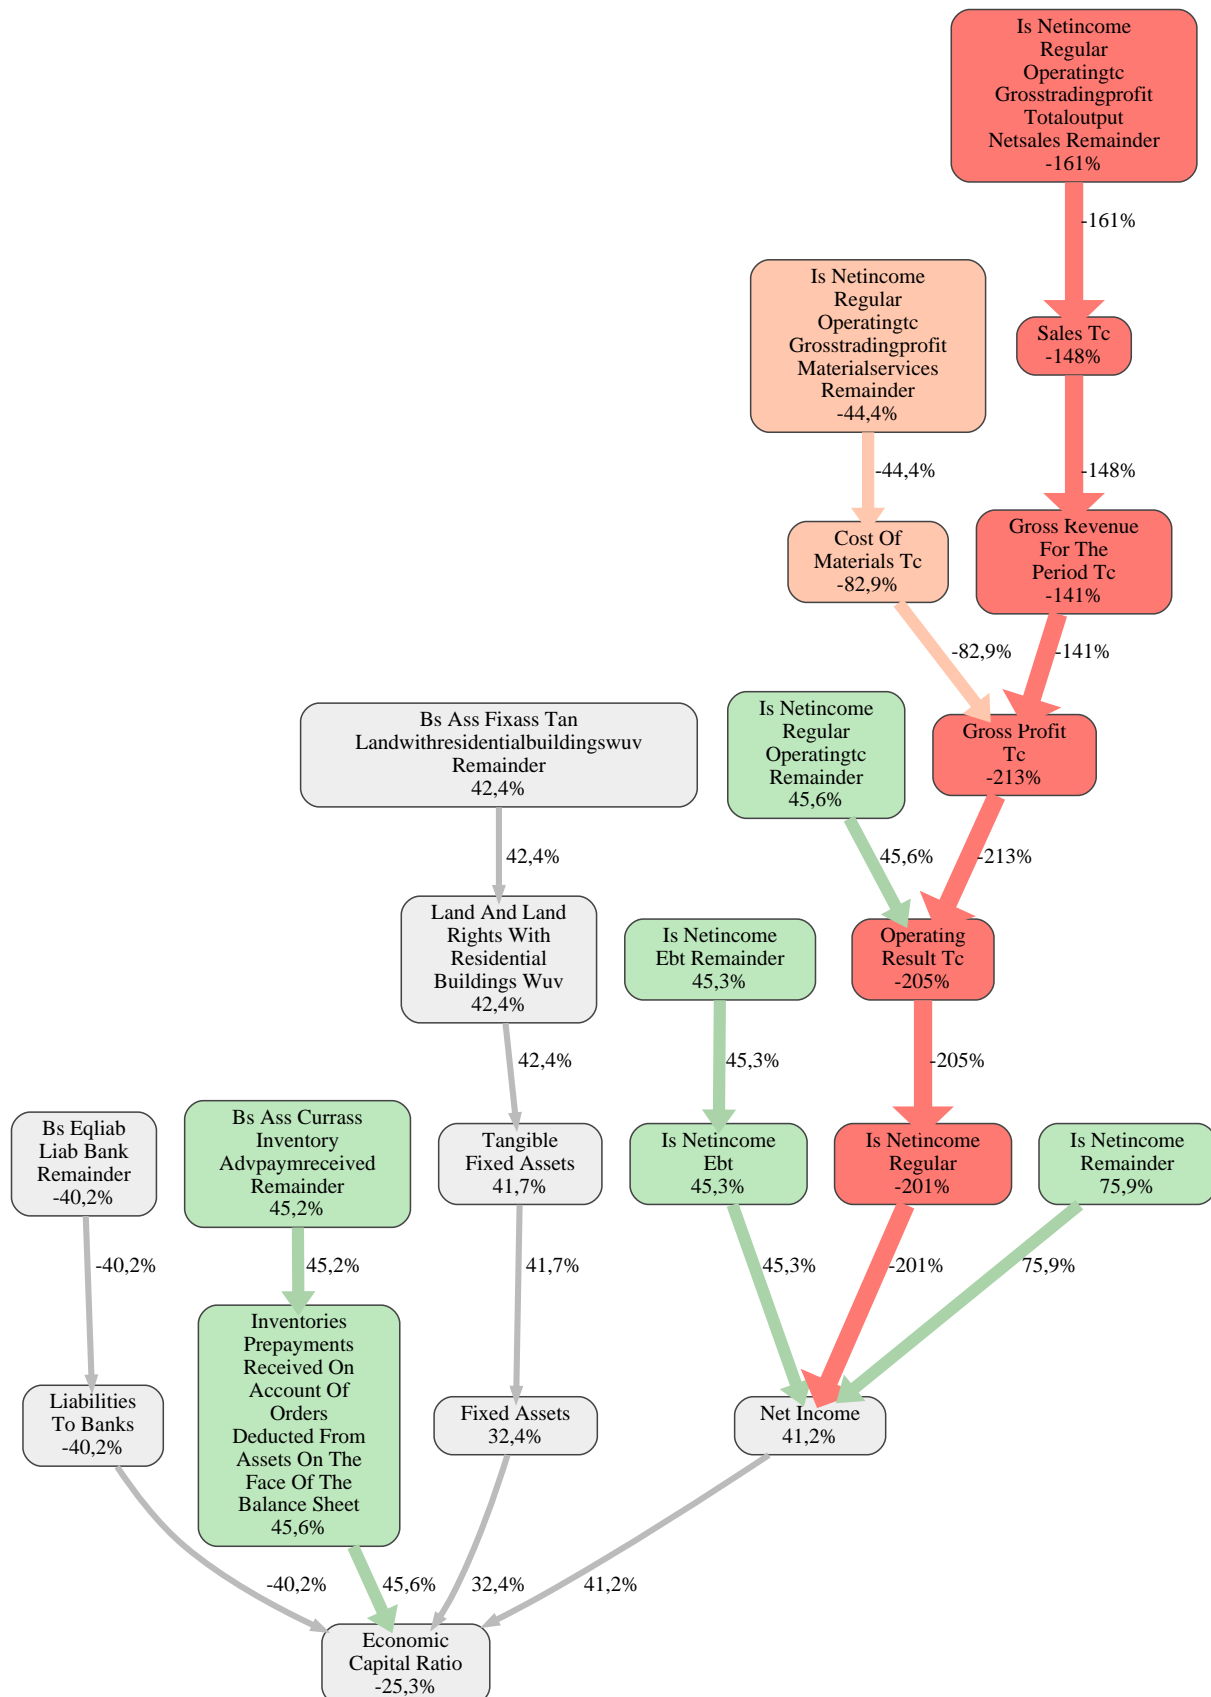 Is Netincome
Regular
Operatingtc
Grosstradingprofit
Totaloutput
Netsales Remainder
-161%
-161%
Is Netincome
Regular
Operatingtc
Grosstradingprofit
Materialservices
Remainder
-44,4%
Sales Tc
-148%
-44,4%
-148%
Cost Of
Materials Tc
-82,9%
Gross Revenue
For The
Period Tc
-141%
-82,9%
-141%
Bs Ass Fixass Tan
Landwithresidentialbuildingswuv
Remainder
42,4%
Is Netincome
Regular
Operatingtc
Remainder
45,6%
Gross Profit
Tc
-213%
42,4%
45,6%
-213%
Land And Land
Rights With
Residential
Buildings Wuv
42,4%
Is Netincome
Ebt Remainder
45,3%
Operating
Result Tc
-205%
42,4%
45,3%
-205%
Bs Eqliab
Liab Bank
Remainder
-40,2%
Bs Ass Currass
Inventory
Advpaymreceived
Remainder
45,2%
Tangible
Fixed Assets
41,7%
Is Netincome
Ebt
45,3%
Is Netincome
Regular
-201%
Is Netincome
Remainder
75,9%
-40,2%
45,2%
41,7%
45,3%
-201%
75,9%
Liabilities
To Banks
-40,2%
Inventories
Prepayments
Received On
Account Of
Orders
Deducted From
Assets On The
Face Of The
Balance Sheet
45,6%
Fixed Assets
32,4%
Net Income
41,2%
-40,2%
45,6%
32,4%
41,2%
Economic
Capital Ratio
-25,3%